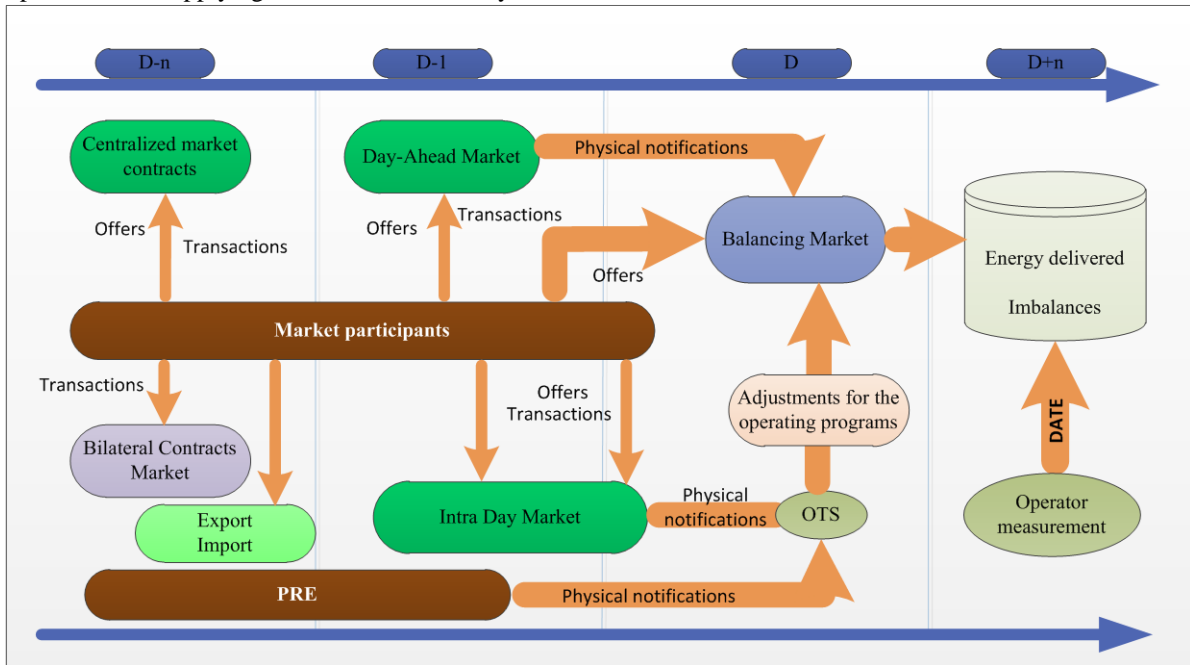 D-n
D-1
D
D+n
Centralized market
contracts
Day-Ahead Market
Physical notifications
Offers
Transactions
Offers
Transactions
Balancing Market
Offers
Energy delivered
Imbalances
Market participants
Transactions
Offers
Transactions
Adjustments for the
operating programs
DATE
Bilateral Contracts
Market
Export
Import
Intra Day Market
Physical
notifications
OTS
Operator
measurement
PRE
Physical notifications